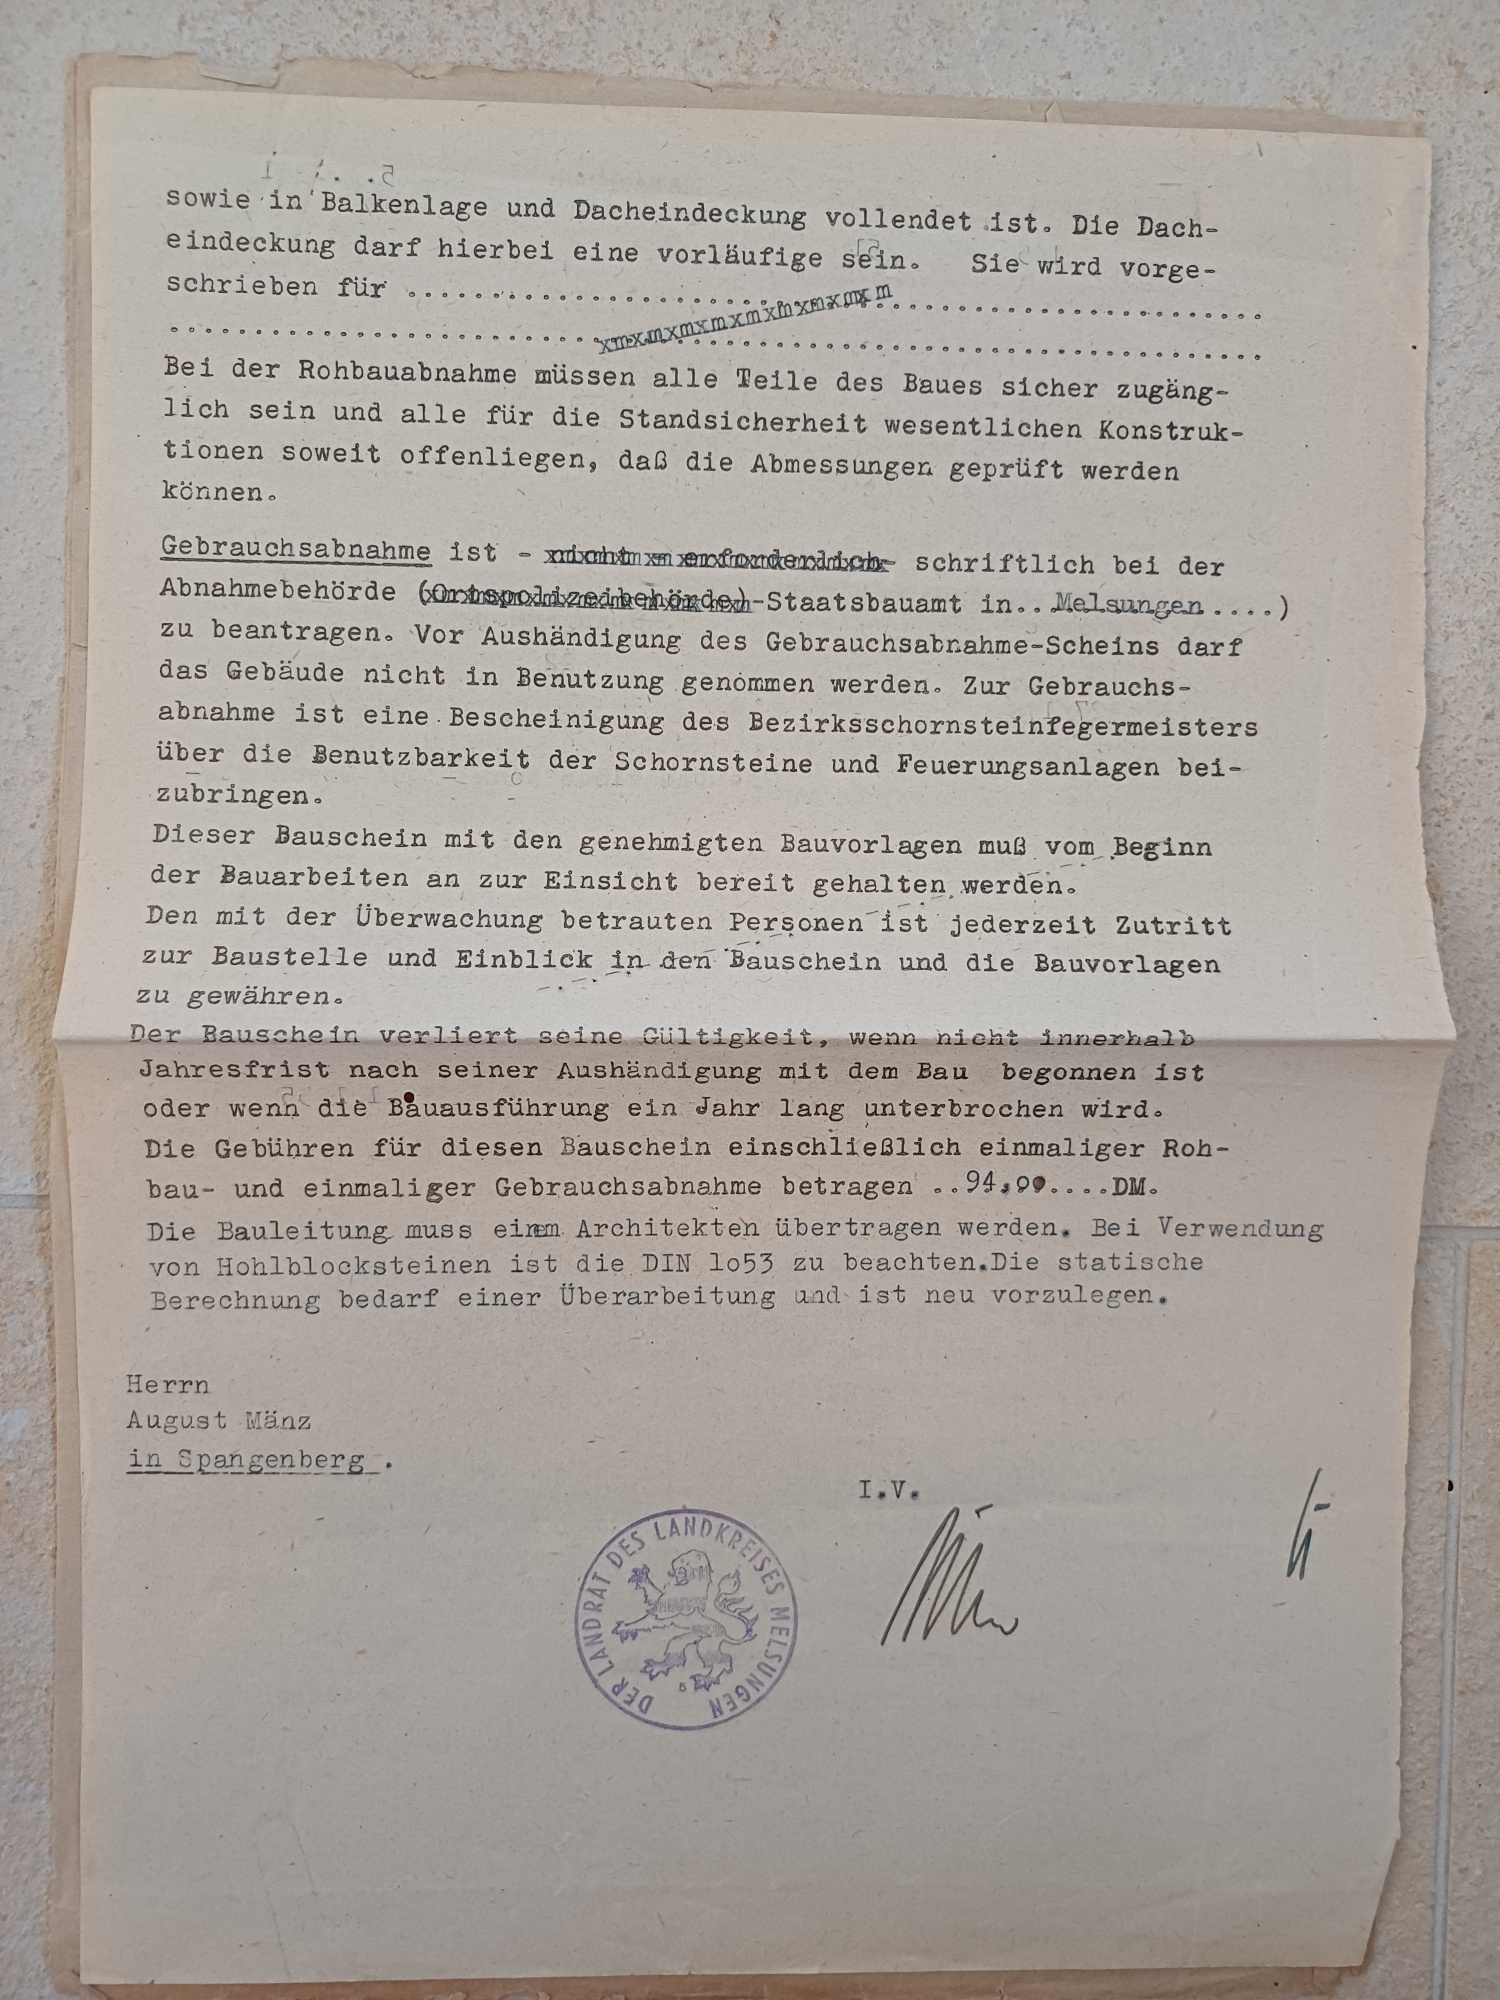 sowie in Balkenlage und Dacheindeckung vollendet ist. Die Dach-
eindeckung darf hierbei eine vorläufige sein. Sie wird vorge-
schrieben für ..................................................
................................................................
Bei der Rohbauabnahme müssen alle Teile des Baues sicher zugäng-
lich sein und alle für die Standsicherheit wesentlichen Konstruk-
tionen soweit offenliegen, daß die Abmessungen geprüft werden
können.
Gebrauchsabnahme ist - nicht - erforderlich- schriftlich bei der
Abnahmebehörde (Ortspolizeibehörde)-Staatsbauamt in..Melsungen....)
zu beantragen. Vor Aushändigung des Gebrauchsabnahme-Scheins darf
das Gebäude nicht in Benutzung genommen werden. Zur Gebrauchs-
abnahme ist eine Bescheinigung des Bezirksschornsteinfegermeisters
über die Benutzbarkeit der Schornsteine und Feuerungsanlagen bei-
zubringen.
Dieser Bauschein mit den genehmigten Bauvorlagen muß vom Beginn
der Bauarbeiten an zur Einsicht bereit gehalten werden.
Den mit der Überwachung betrauten Personen ist jederzeit Zutritt
zur Baustelle und Einblick in den Bauschein und die Bauvorlagen
zu gewähren.
Der Bauschein verliert seine Gültigkeit, wenn nicht innerhalb
Jahresfrist nach seiner Aushändigung mit dem Bau begonnen ist
oder wenn die Bauausführung ein Jahr lang unterbrochen wird.
Die Gebühren für diesen Bauschein einschließlich einmaliger Roh-
bau- und einmaliger Gebrauchsabnahme betragen ..94,00....DM.
Die Bauleitung muss einem Architekten übertragen werden. Bei Verwendung
von Hohlblocksteinen ist die DIN 1o53 zu beachten.Die statische
Berechnung bedarf einer Überarbeitung und ist neu vorzulegen.
Herrn
August Mänz
in Spangenberg .
I.V.
DER LANDRAT DES LANDKREISES MELSUNGEN